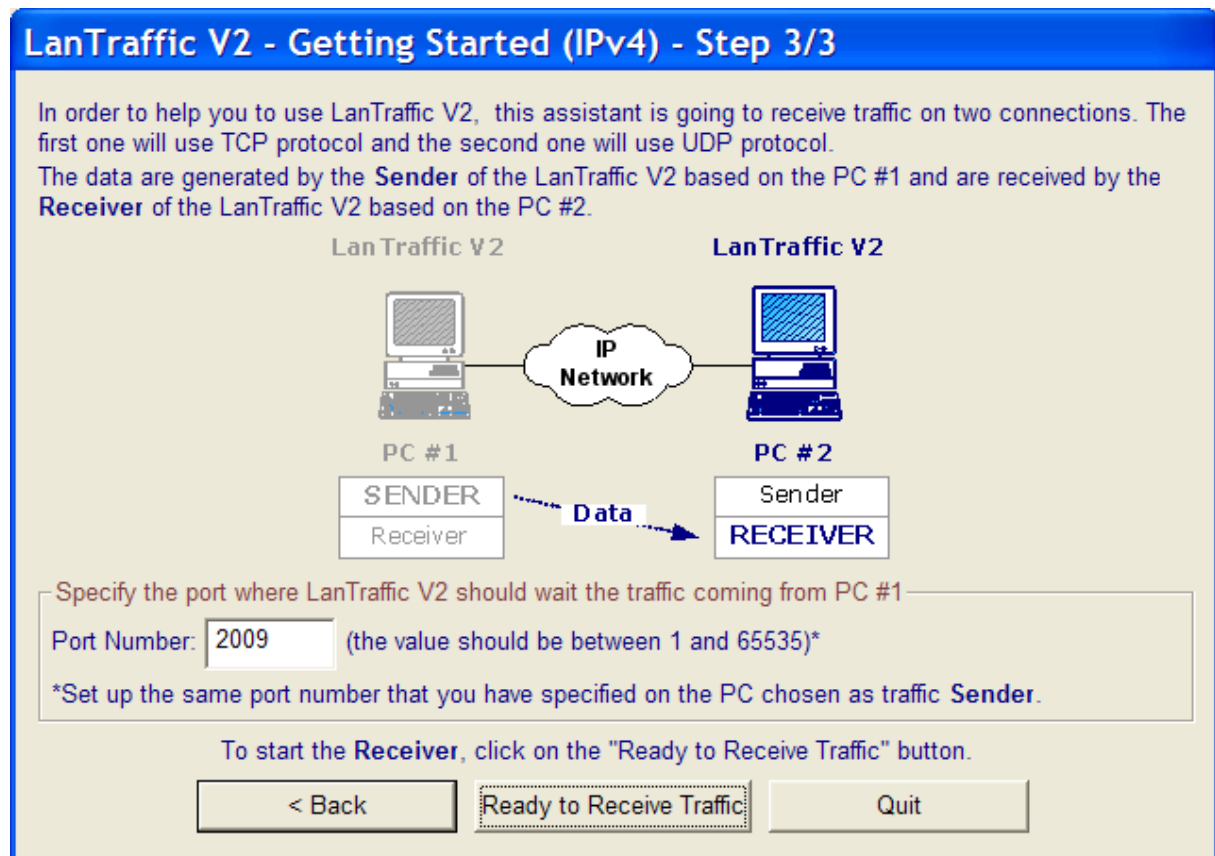 LanTraffic V2 - Getting Started (IPv4) - Step 3/3
In order to help you to use LanTraffic V2, this assistant is going to receive traffic on two connections. The
first one will use TCP protocol and the second one will use UDP protocol.
The data are generated by the Sender of the LanTraffic V2 based on the PC #1 and are received by the
Receiver of the LanTraffic V2 based on the PC #2.
LanTraffic V2
LanTraffic V2
IP
Network
PC #1
PC #2
SENDER
Receiver
Data
Sender
RECEIVER
Specify the port where LanTraffic V2 should wait the traffic coming from PC #1
Port Number: 2009 (the value should be between 1 and 65535)*
*Set up the same port number that you have specified on the PC chosen as traffic Sender.
To start the Receiver, click on the "Ready to Receive Traffic" button.
< Back
Ready to Receive Traffic
Quit